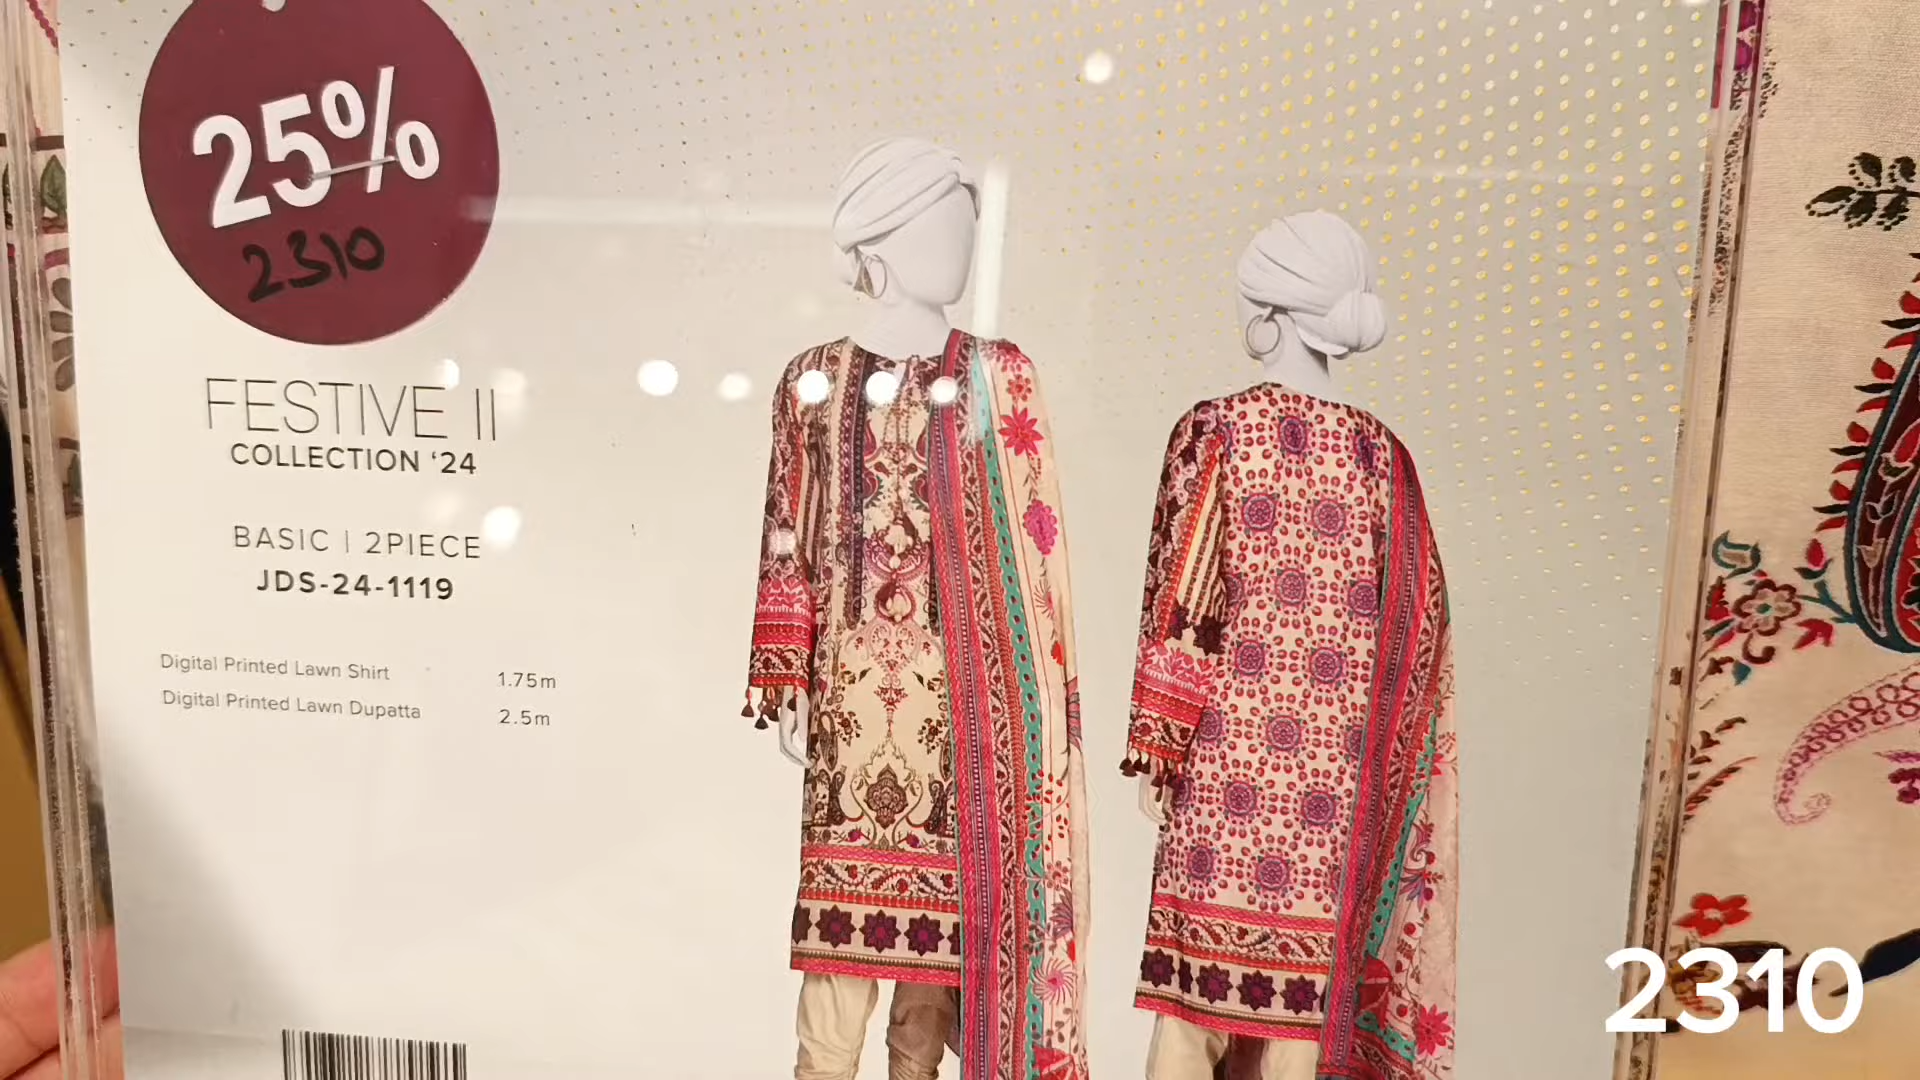 25%
2310
FESTIVE II
COLLECTION ‘24
BASIC | 2PIECE
JDS-24-1119
Digital Printed Lawn Shirt 1.75m
Digital Printed Lawn Dupatta 2.5m
2310